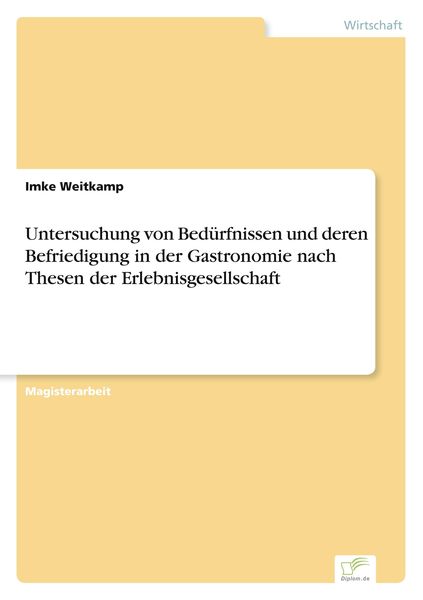 Wirtschaft
Imke Weitkamp
Untersuchung von Bedürfnissen und deren
Befriedigung in der Gastronomie nach
Thesen der Erlebnisgesellschaft
Magisterarbeit
Diplom.de